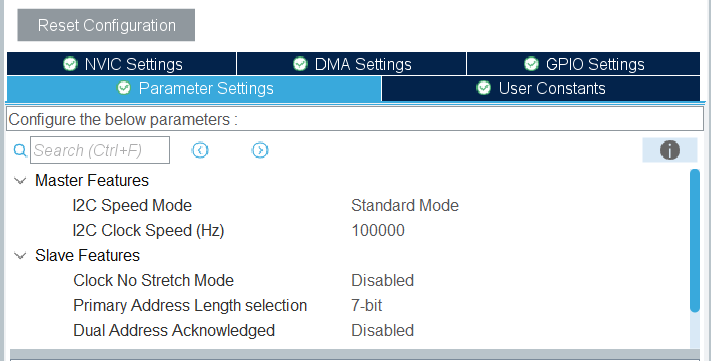 Reset Configuration
NVIC Settings DMA Settings GPIO Settings
Parameter Settings User Constants
Configure the below parameters :
Search (Ctrl+F)
Master Features
I2C Speed Mode Standard Mode
I2C Clock Speed (Hz) 100000
Slave Features
Clock No Stretch Mode Disabled
Primary Address Length selection 7-bit
Dual Address Acknowledged Disabled